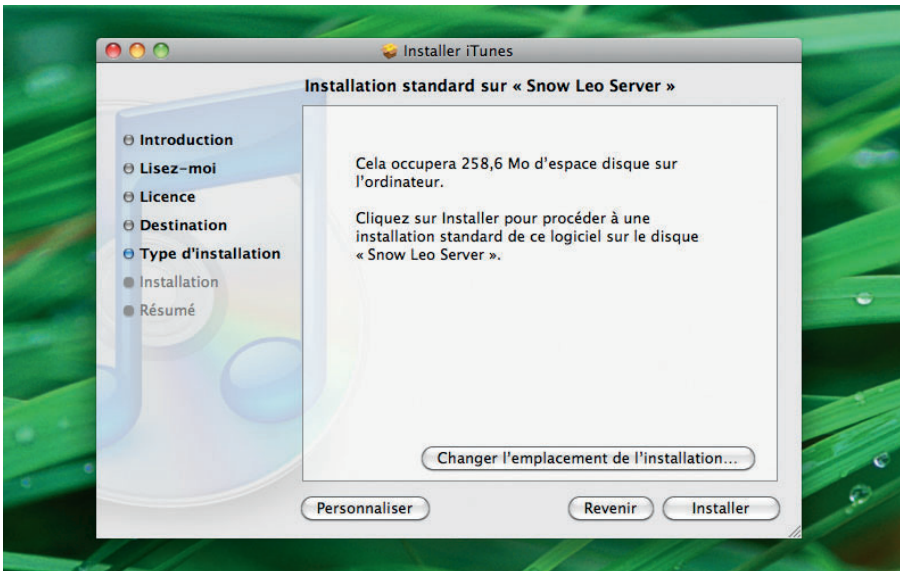 Installer iTunes
Installation standard sur « Snow Leo Server »
Introduction
Lisez-moi
Licence
Destination
Type d'installation
Installation
Résumé
Cela occupera 258,6 Mo d'espace disque sur
l'ordinateur.
Cliquez sur Installer pour procéder à une
installation standard de ce logiciel sur le disque
« Snow Leo Server ».
Changer l'emplacement de l'installation...
Personnaliser
Revenir
Installer